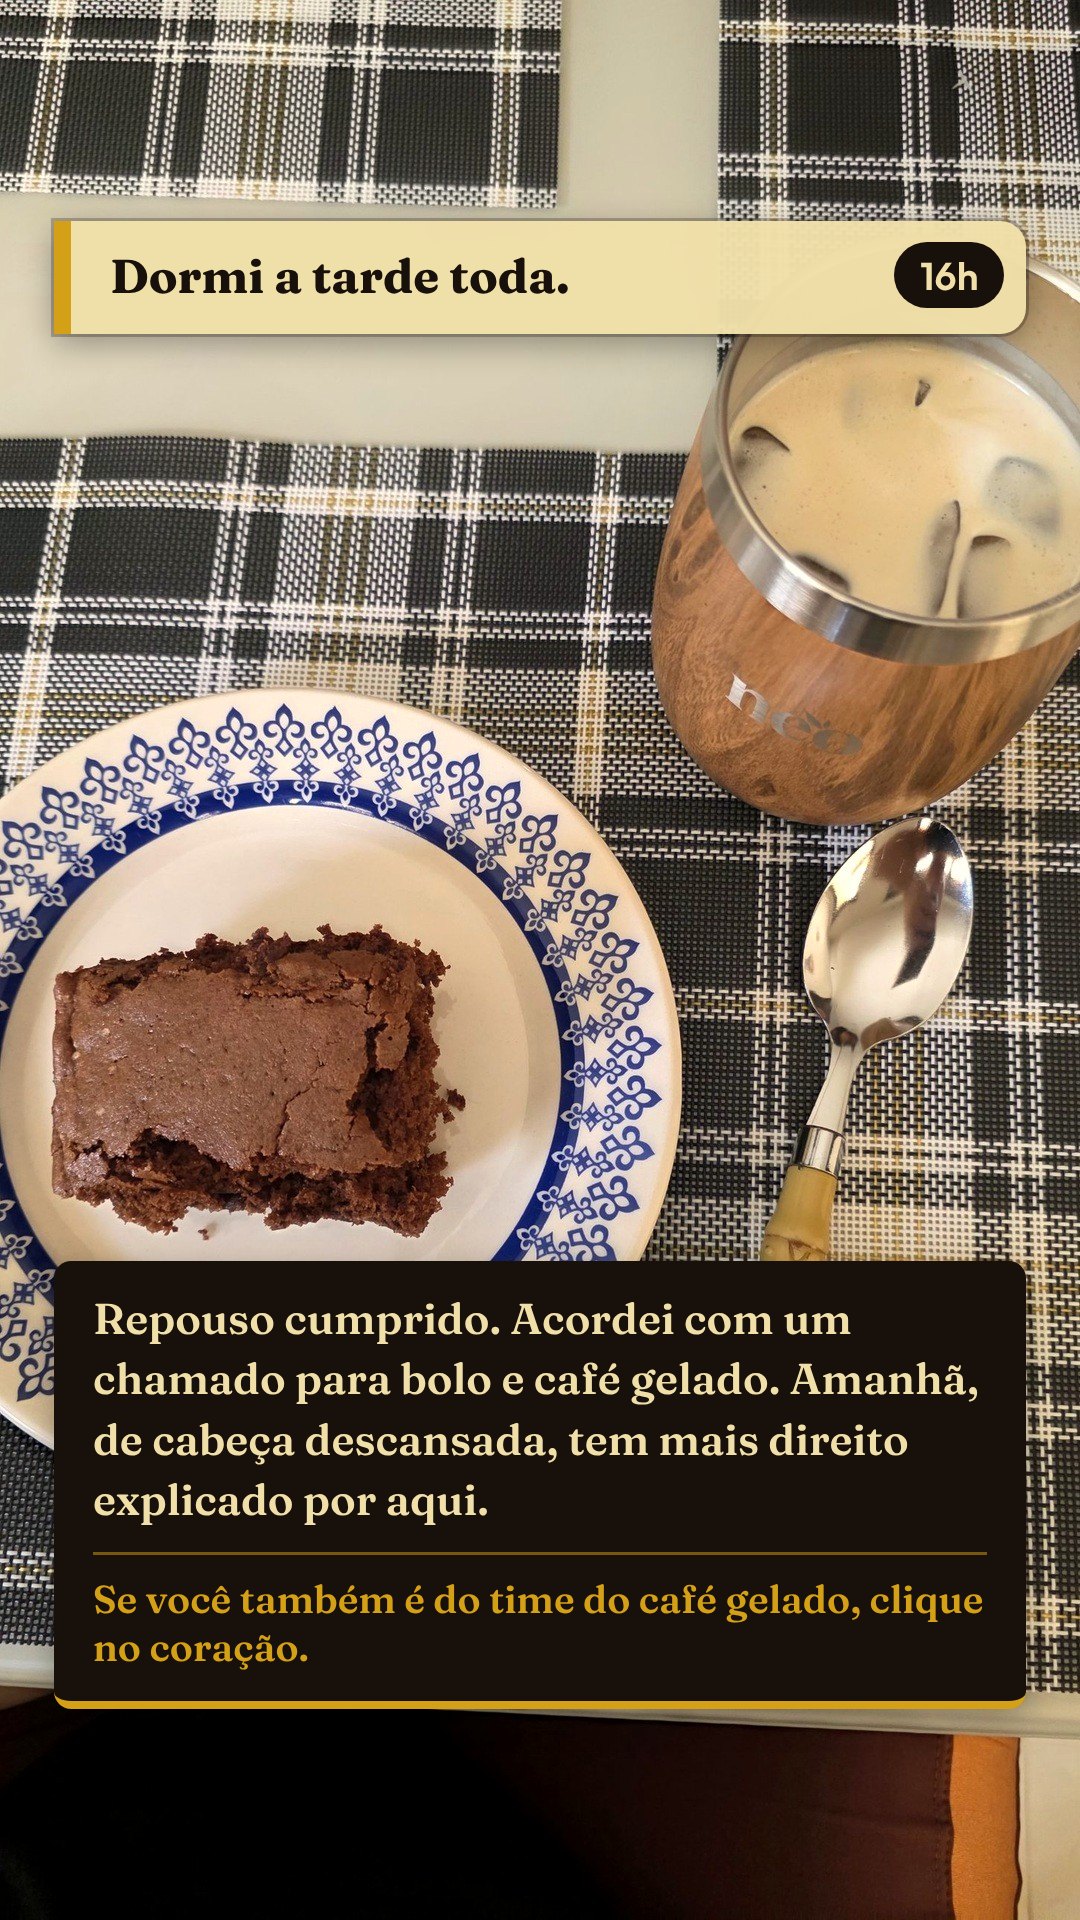 Dormi a tarde toda.
16h
neo
Repouso cumprido. Acordei com um
chamado para bolo e café gelado. Amanhã,
de cabeça descansada, tem mais direito
explicado por aqui.
Se você também é do time do café gelado, clique
no coração.